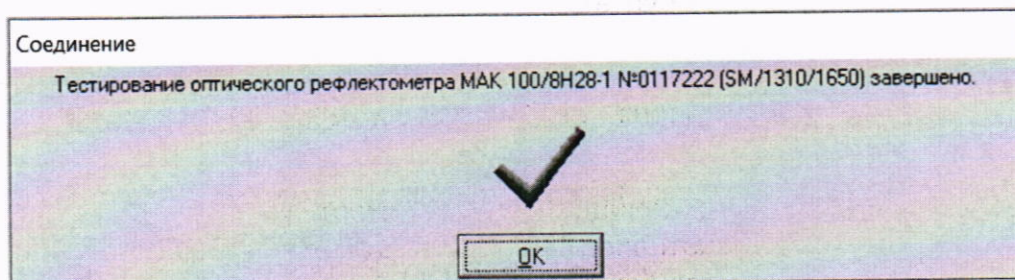 Соединение
Тестирование оптического рефлектометра МАК 100/8Н28-1 №0117222 (SM/1310/1650) завершено.
OK